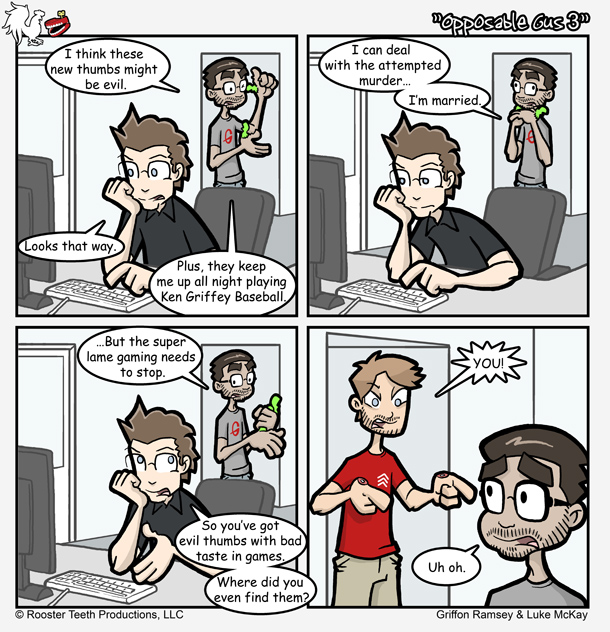 "Opposable Gus 3"
I think these
new thumbs might
be evil.
Looks that way.
Plus, they keep
me up all night playing
Ken Griffey Baseball.
I can deal
with the attempted
murder...
I'm married.
...But the super
lame gaming needs
to stop.
So you've got
evil thumbs with bad
taste in games.
Where did you
even find them?
YOU!
Uh oh.
© Rooster Teeth Productions, LLC
Griffon Ramsey & Luke McKay